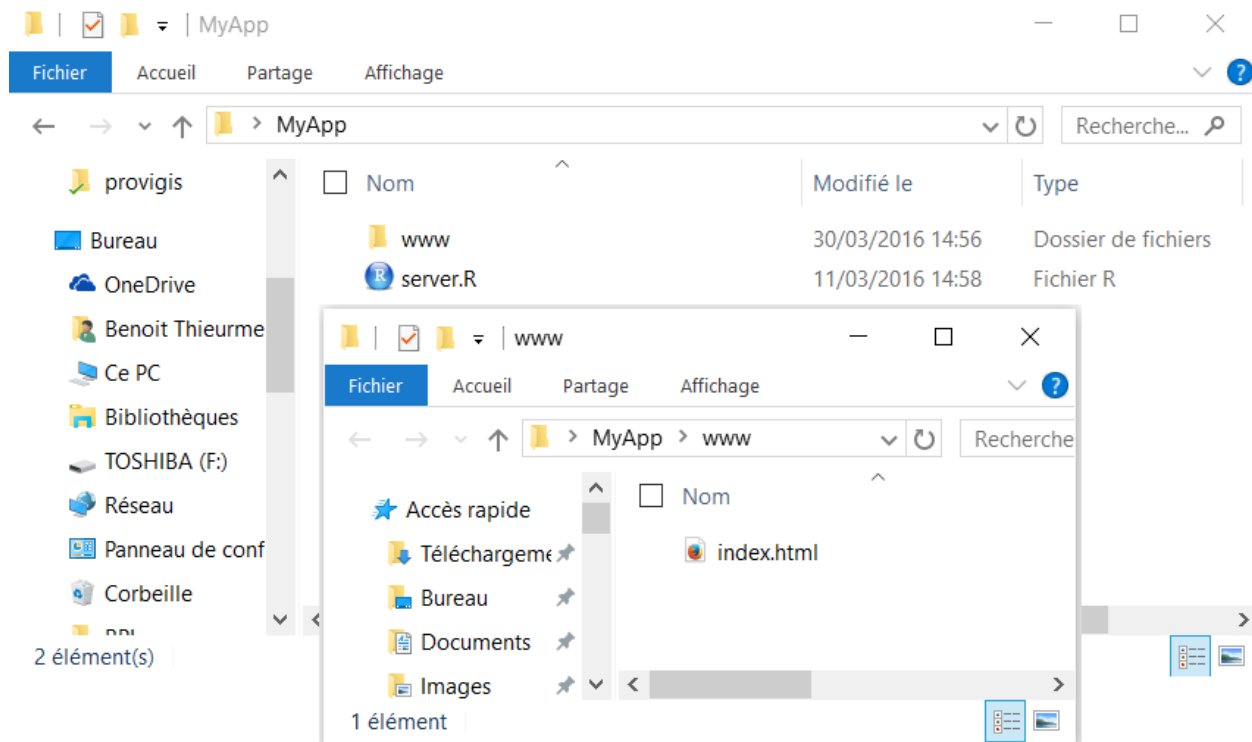 MyApp
Fichier Accueil Partage Affichage
MyApp Recherche...
provigis
Bureau
OneDrive
Benoit Thieurme
Ce PC
Bibliothèques
TOSHIBA (F:)
Réseau
Panneau de conf
Corbeille
2 élément(s)
Nom Modifié le Type
www 30/03/2016 14:56 Dossier de fichiers
server.R 11/03/2016 14:58 Fichier R
www
Fichier Accueil Partage Affichage
MyApp www Recherche
Accès rapide
Téléchargeme
Bureau
Documents
Images
1 élément
Nom
index.html